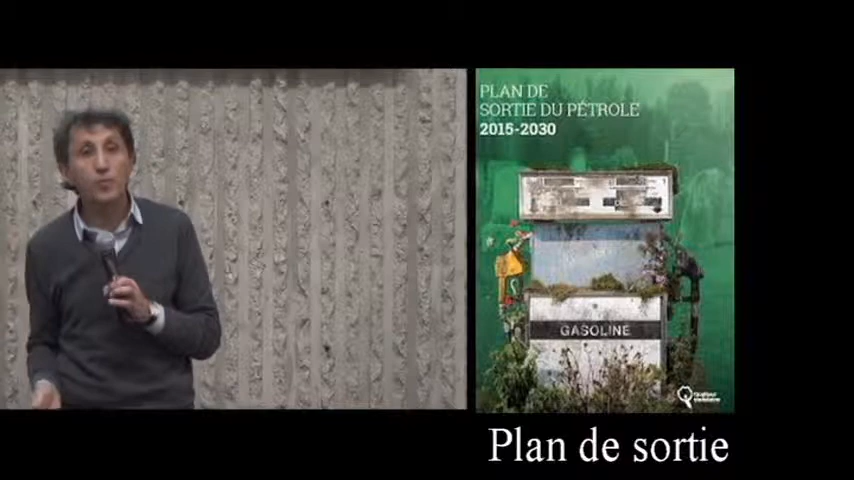 PLAN DE
SORTIE DU PÉTROLE
2015-2030
GASOLINE
Plan de sortie